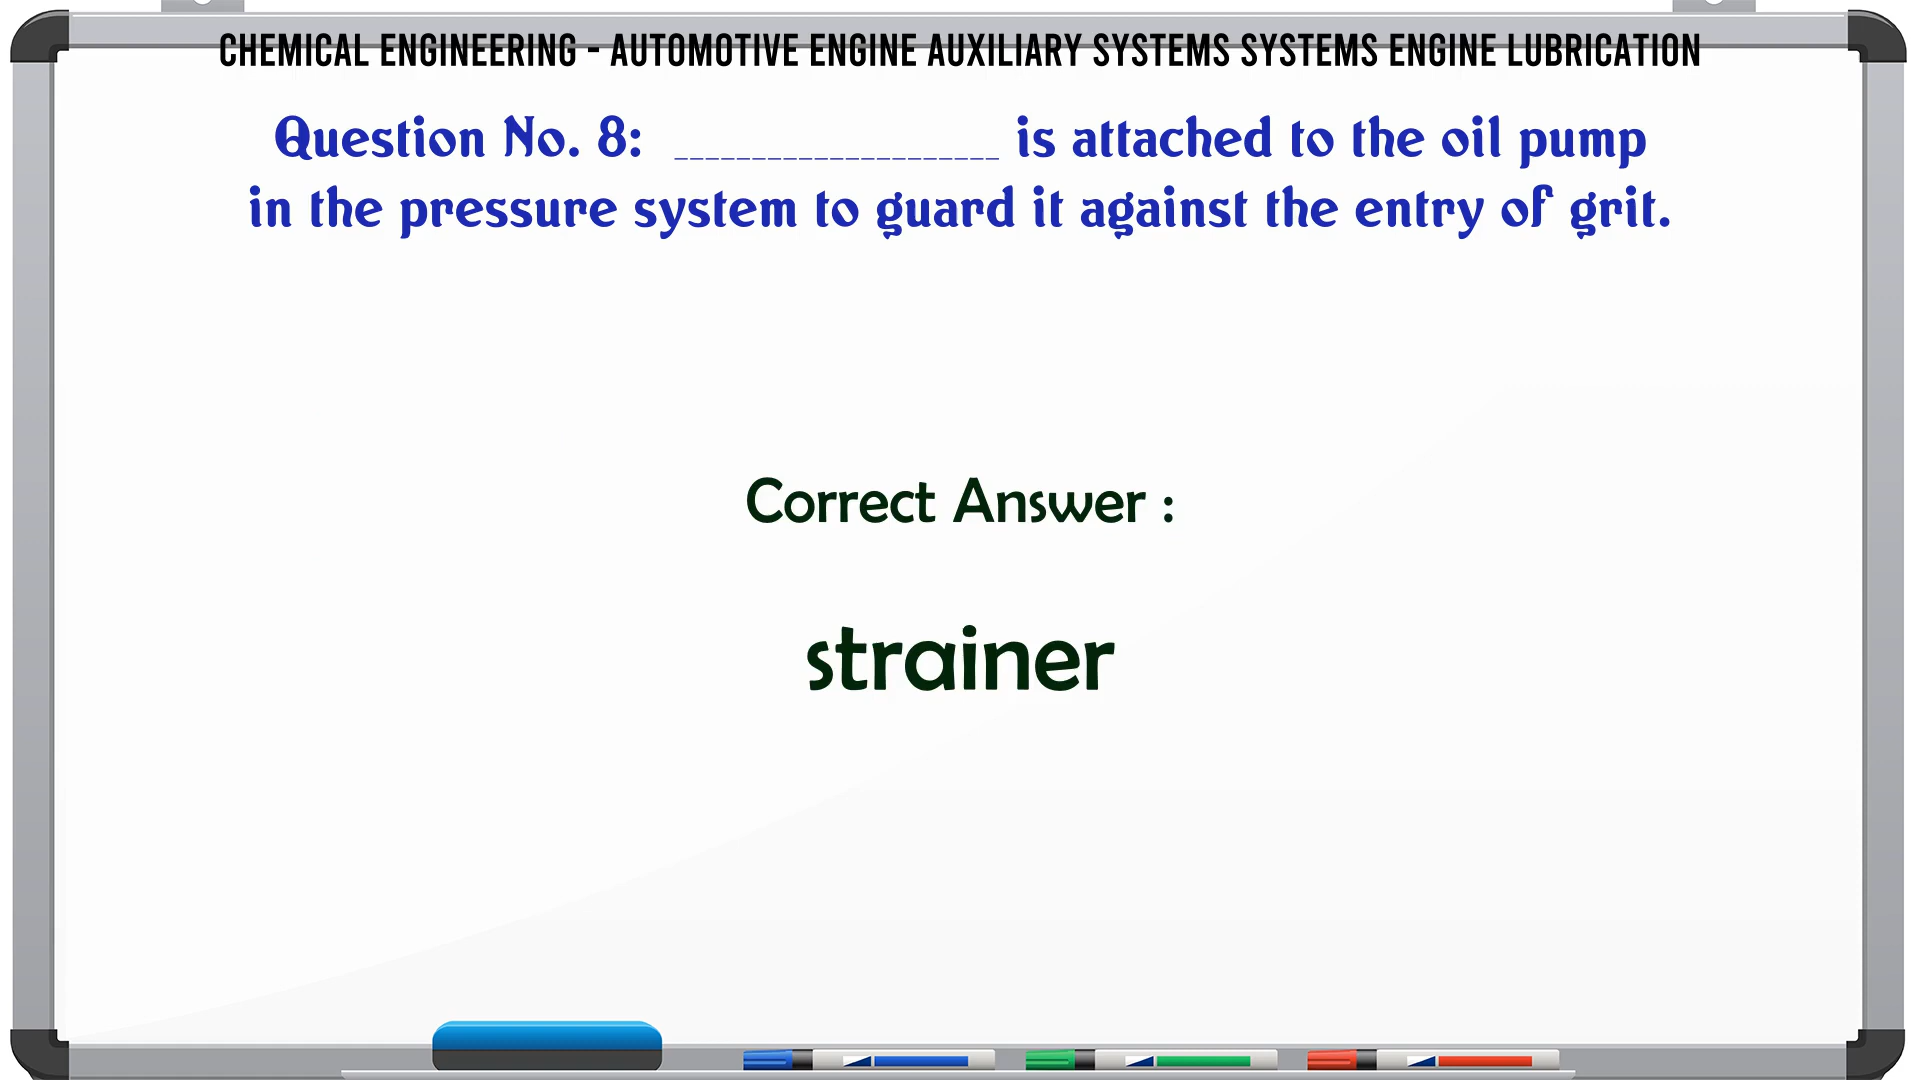 CHEMICAL ENGINEERING - AUTOMOTIVE ENGINE AUXILIARY SYSTEMS SYSTEMS ENGINE LUBRICATION
Question No. 8: _____________________ is attached to the oil pump
in the pressure system to guard it against the entry of grit.
Correct Answer :
strainer